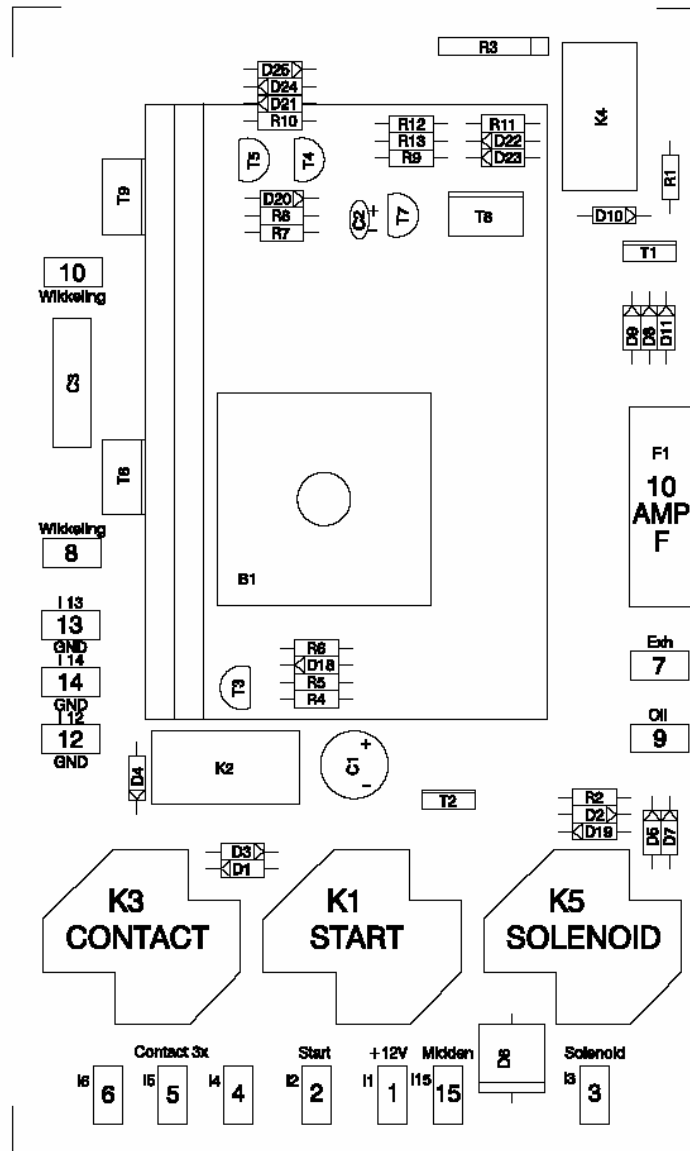 R3
D25
D24
D21
R10
K4
R12
R13
R9
R11
D22
D23
T5
T4
R1
T9
D20
R8
R7
C2
+
-
T7
T8
D10
T1
10
Wikkeling
D9
D8
D11
C3
F1
10
AMP
F
T6
Wikkeling
8
B1
I 13
13
GND
I 14
14
GND
I 12
12
GND
R6
D18
R5
R4
T3
Exh
7
Oil
9
K2
C1
+
-
D4
T2
R2
D2
D19
D5
D7
D3
D1
K3
CONTACT
K1
START
K5
SOLENOID
D6
Contact 3x
Start
+12V
Midden
Solenoid
I6
6
I5
5
I4
4
I2
2
I1
1
I15
15
I3
3